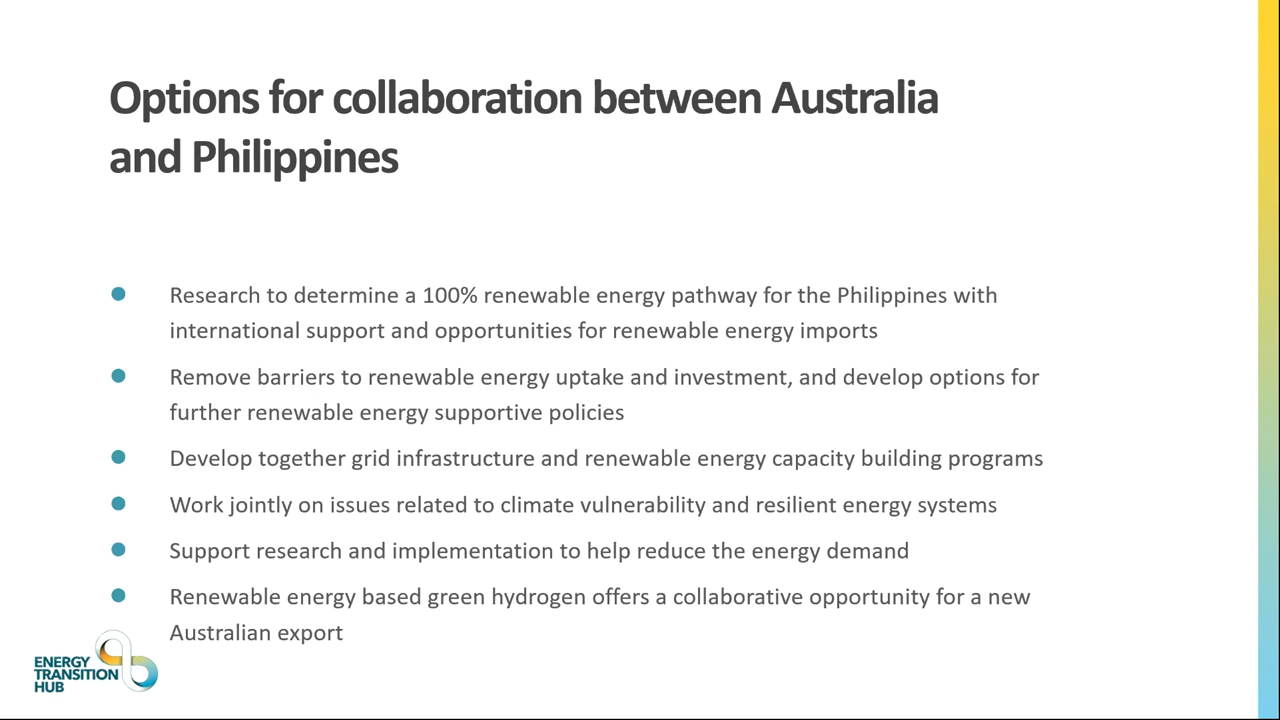 Options for collaboration between Australia
and Philippines
Research to determine a 100% renewable energy pathway for the Philippines with
international support and opportunities for renewable energy imports
Remove barriers to renewable energy uptake and investment, and develop options for
further renewable energy supportive policies
Develop together grid infrastructure and renewable energy capacity building programs
Work jointly on issues related to climate vulnerability and resilient energy systems
Support research and implementation to help reduce the energy demand
Renewable energy based green hydrogen offers a collaborative opportunity for a new
Australian export
ENERGY
TRANSITION
HUB